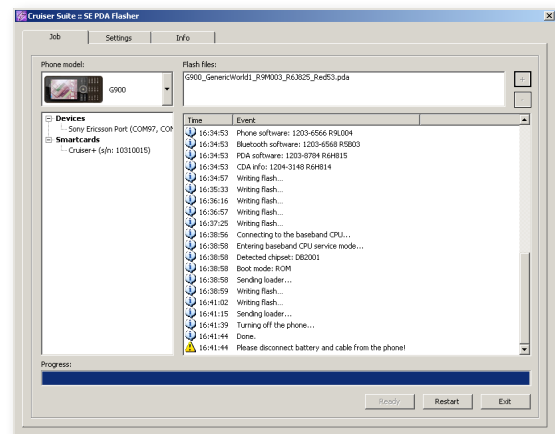 Cruiser Suite :: SE PDA Flasher
Job
Settings
Info
Phone model:
G900
Flash files:
G900_GenericWorld1_R9M003_R6J825_Red53.pda
+
-
Devices
Sony Ericsson Port (COM97, COM
Smartcards
Cruiser+ (s/n: 10310015)
Time Event
16:34:53 Phone software: 1203-6566 R9L004
16:34:53 Bluetooth software: 1203-6568 R5B03
16:34:53 PDA software: 1203-8784 R6H815
16:34:53 CDA info: 1204-3148 R6H814
16:34:57 Writing flash...
16:35:33 Writing flash...
16:36:16 Writing flash...
16:36:57 Writing flash...
16:37:25 Writing flash...
16:38:56 Connecting to the baseband CPU...
16:38:58 Entering baseband CPU service mode...
16:38:58 Detected chipset: DB2001
16:38:58 Boot mode: ROM
16:38:58 Sending loader...
16:38:59 Writing flash...
16:41:02 Writing flash...
16:41:15 Sending loader...
16:41:39 Turning off the phone...
16:41:44 Done.
16:41:44 Please disconnect battery and cable from the phone!
Progress:
Ready
Restart
Exit